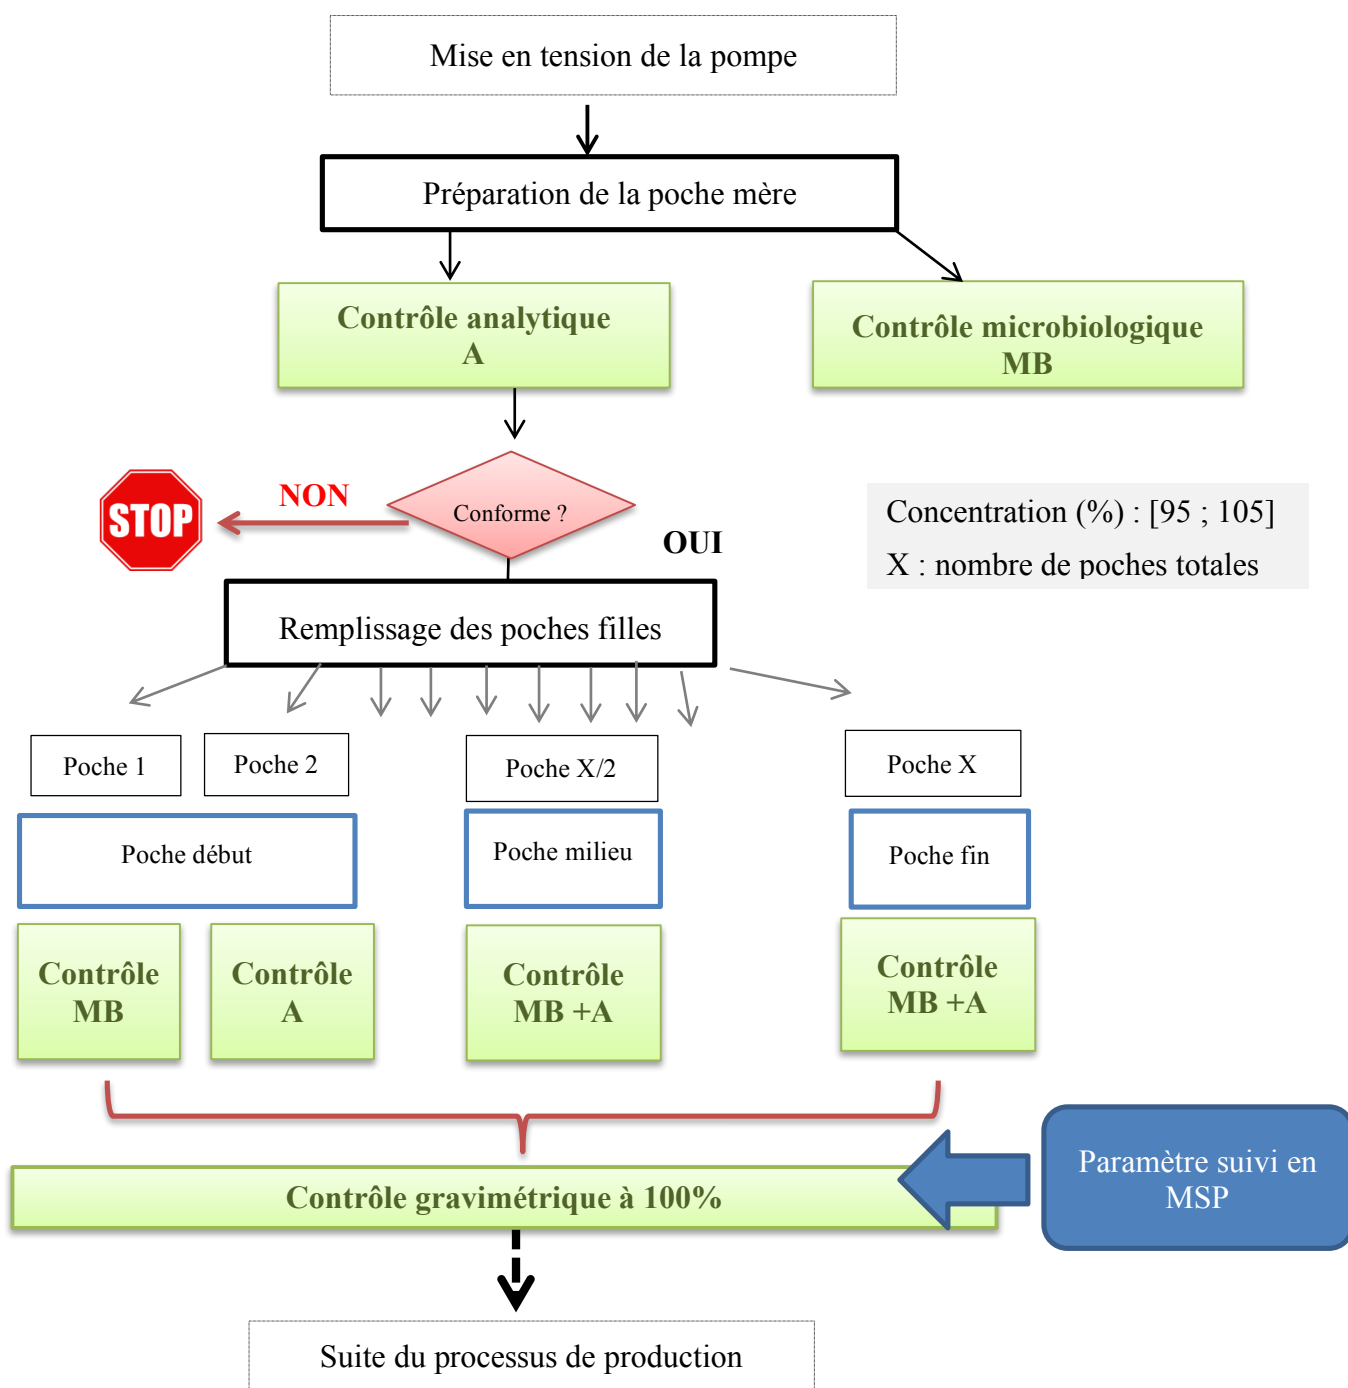 Mise en tension de la pompe
Préparation de la poche mère
Contrôle analytique
A
Contrôle microbiologique
MB
STOP
NON
Conforme ?
OUI
Concentration (%) : [95 ; 105]
X : nombre de poches totales
Remplissage des poches filles
Poche 1
Poche 2
Poche X/2
Poche X
Poche début
Poche milieu
Poche fin
Contrôle
MB
Contrôle
A
Contrôle
MB +A
Contrôle
MB +A
Paramètre suivi en
MSP
Contrôle gravimétrique à 100%
Suite du processus de production